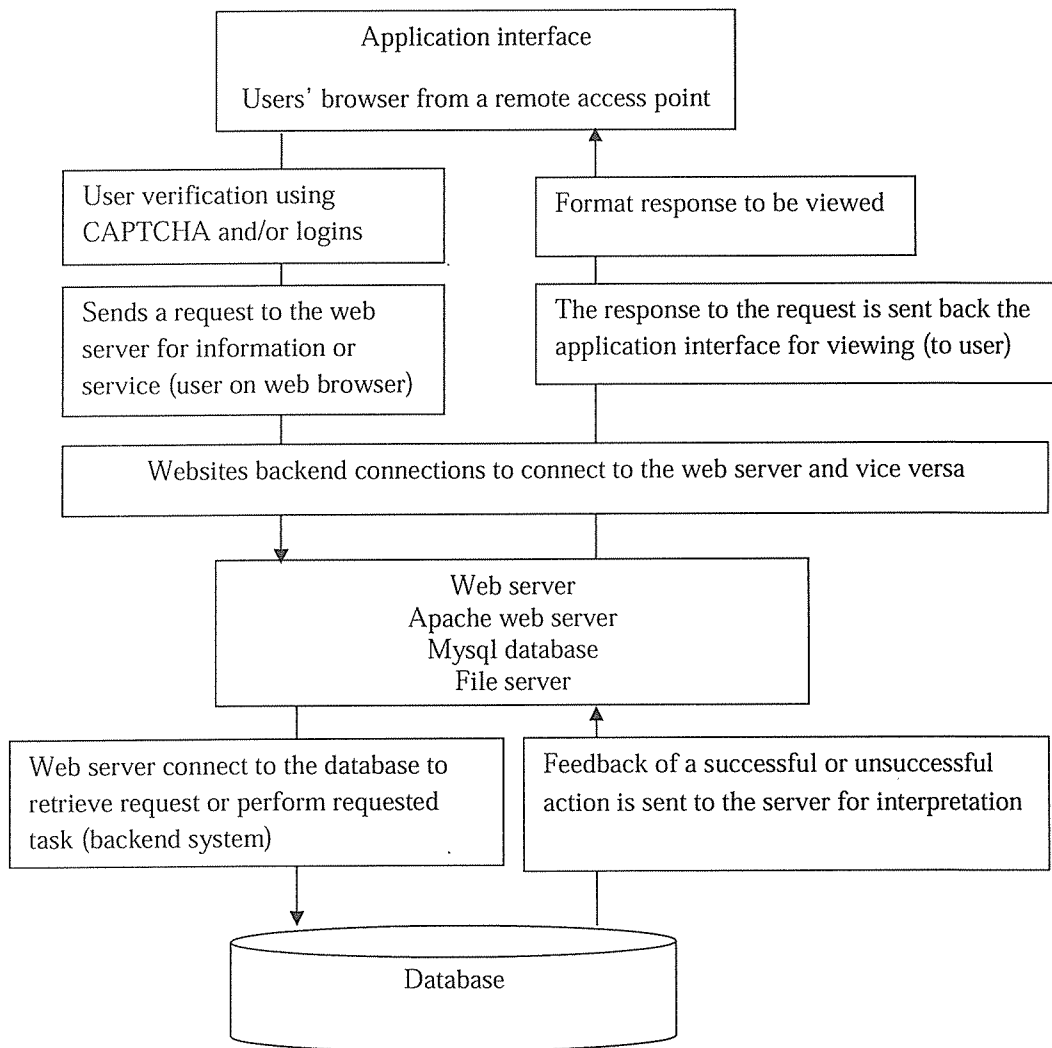 Application interface
Users' browser from a remote access point
User verification using
CAPTCHA and/or logins
Format response to be viewed
Sends a request to the web
server for information or
service (user on web browser)
The response to the request is sent back the
application interface for viewing (to user)
Websites backend connections to connect to the web server and vice versa
Web server
Apache web server
Mysql database
File server
Web server connect to the database to
retrieve request or perform requested
task (backend system)
Feedback of a successful or unsuccessful
action is sent to the server for interpretation
Database